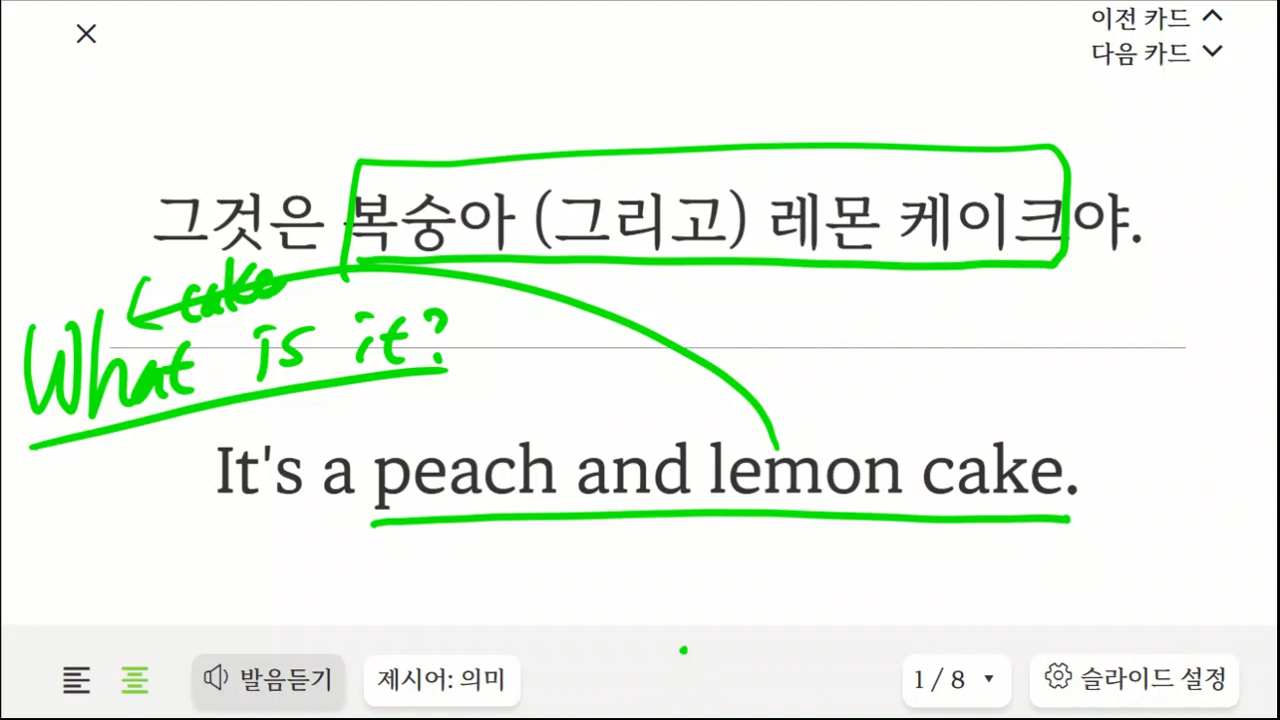 이전 카드
다음 카드
그것은 복숭아 (그리고) 레몬 케이크야.
cake
What is it?
It's a peach and lemon cake.
발음듣기 제시어: 의미 1 / 8 슬라이드 설정